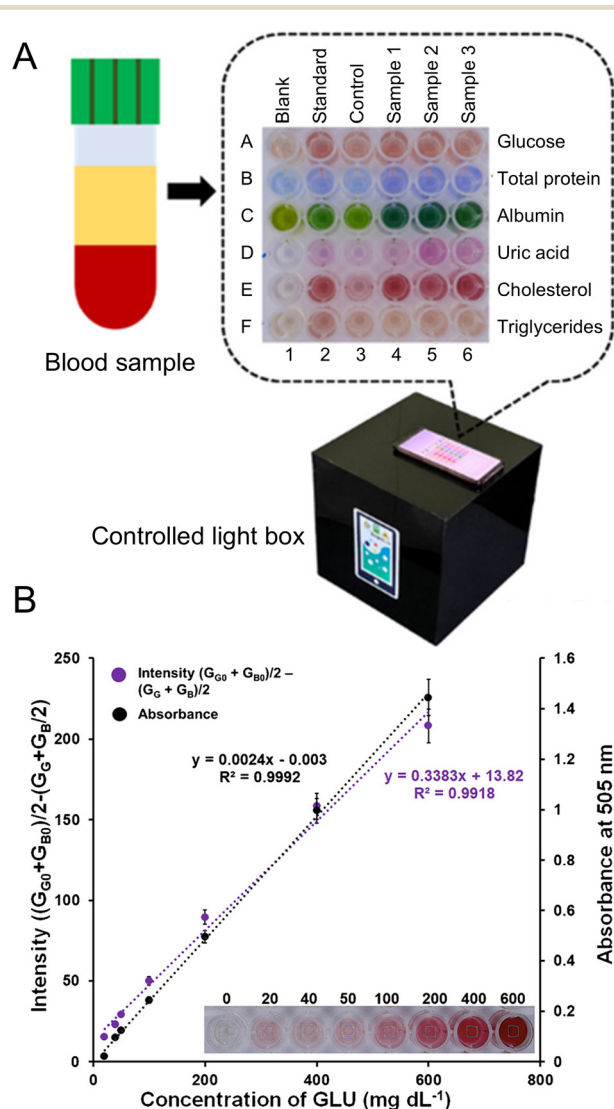 A
Blank
Standard
Control
Sample 1
Sample 2
Sample 3
A
Glucose
B
Total protein
C
Albumin
D
Uric acid
E
Cholesterol
F
Triglycerides
1 2 3 4 5 6
Blood sample
Controlled light box
B
Intensity ((G_G0+G_B0)/2-(G_G+G_B/2)
250
200
150
100
50
0
Intensity (G_G0 + G_B0)/2 –
(G_G + G_B)/2
Absorbance
y = 0.0024x - 0.003
R² = 0.9992
y = 0.3383x + 13.82
R² = 0.9918
0 20 40 50 100 200 400 600
1.6
1.4
1.2
1
0.8
0.6
0.4
0.2
0
Absorbance at 505 nm
0 200 400 600 800
Concentration of GLU (mg dL⁻¹)